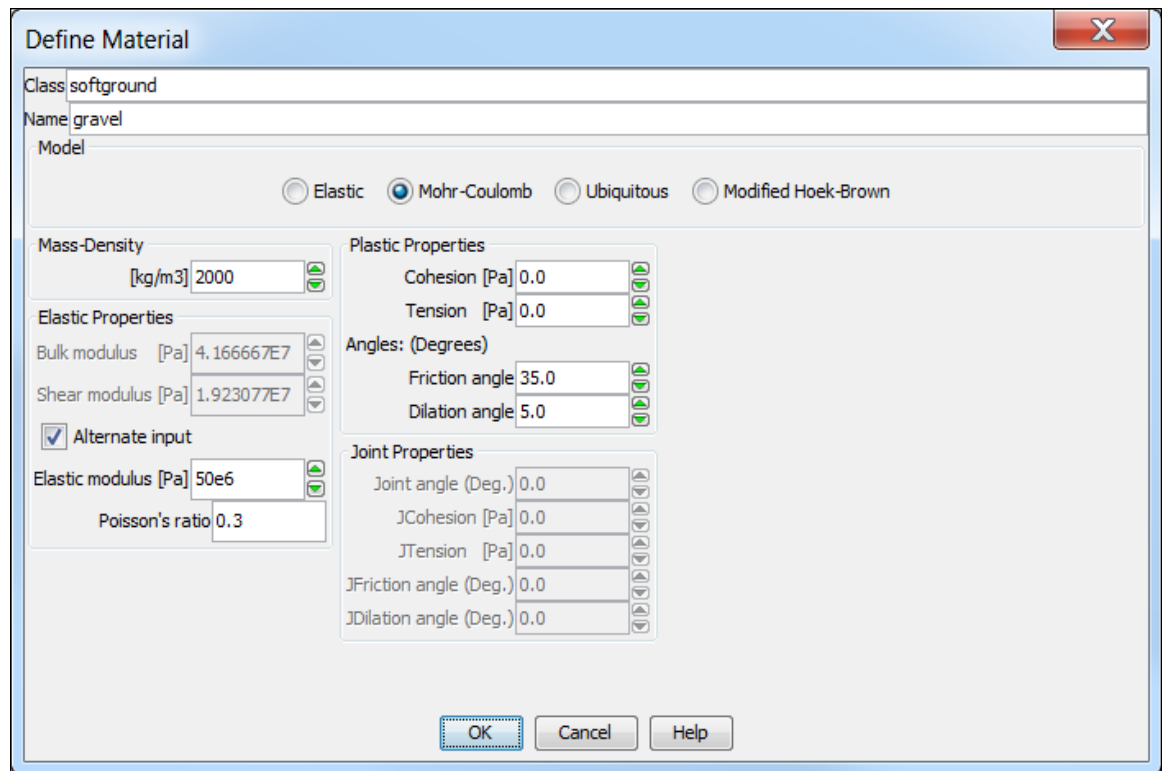 Define Material
Class softground
Name gravel
Model
Elastic Mohr-Coulomb Ubiquitous Modified Hoek-Brown
Mass-Density
[kg/m3] 2000
Elastic Properties
Bulk modulus [Pa] 4.166667E7
Shear modulus [Pa] 1.923077E7
Alternate input
Elastic modulus [Pa] 50e6
Poisson's ratio 0.3
Plastic Properties
Cohesion [Pa] 0.0
Tension [Pa] 0.0
Angles: (Degrees)
Friction angle 35.0
Dilation angle 5.0
Joint Properties
Joint angle (Deg.) 0.0
JCohesion [Pa] 0.0
JTension [Pa] 0.0
JFriction angle (Deg.) 0.0
JDilation angle (Deg.) 0.0
OK Cancel Help